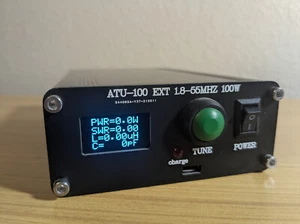 ATU-100 EXT 1.8-55MHZ 100W
PWR=0.0W
SWR=0.00
L=0.00uH
C= 0pF
charge
TUNE
POWER